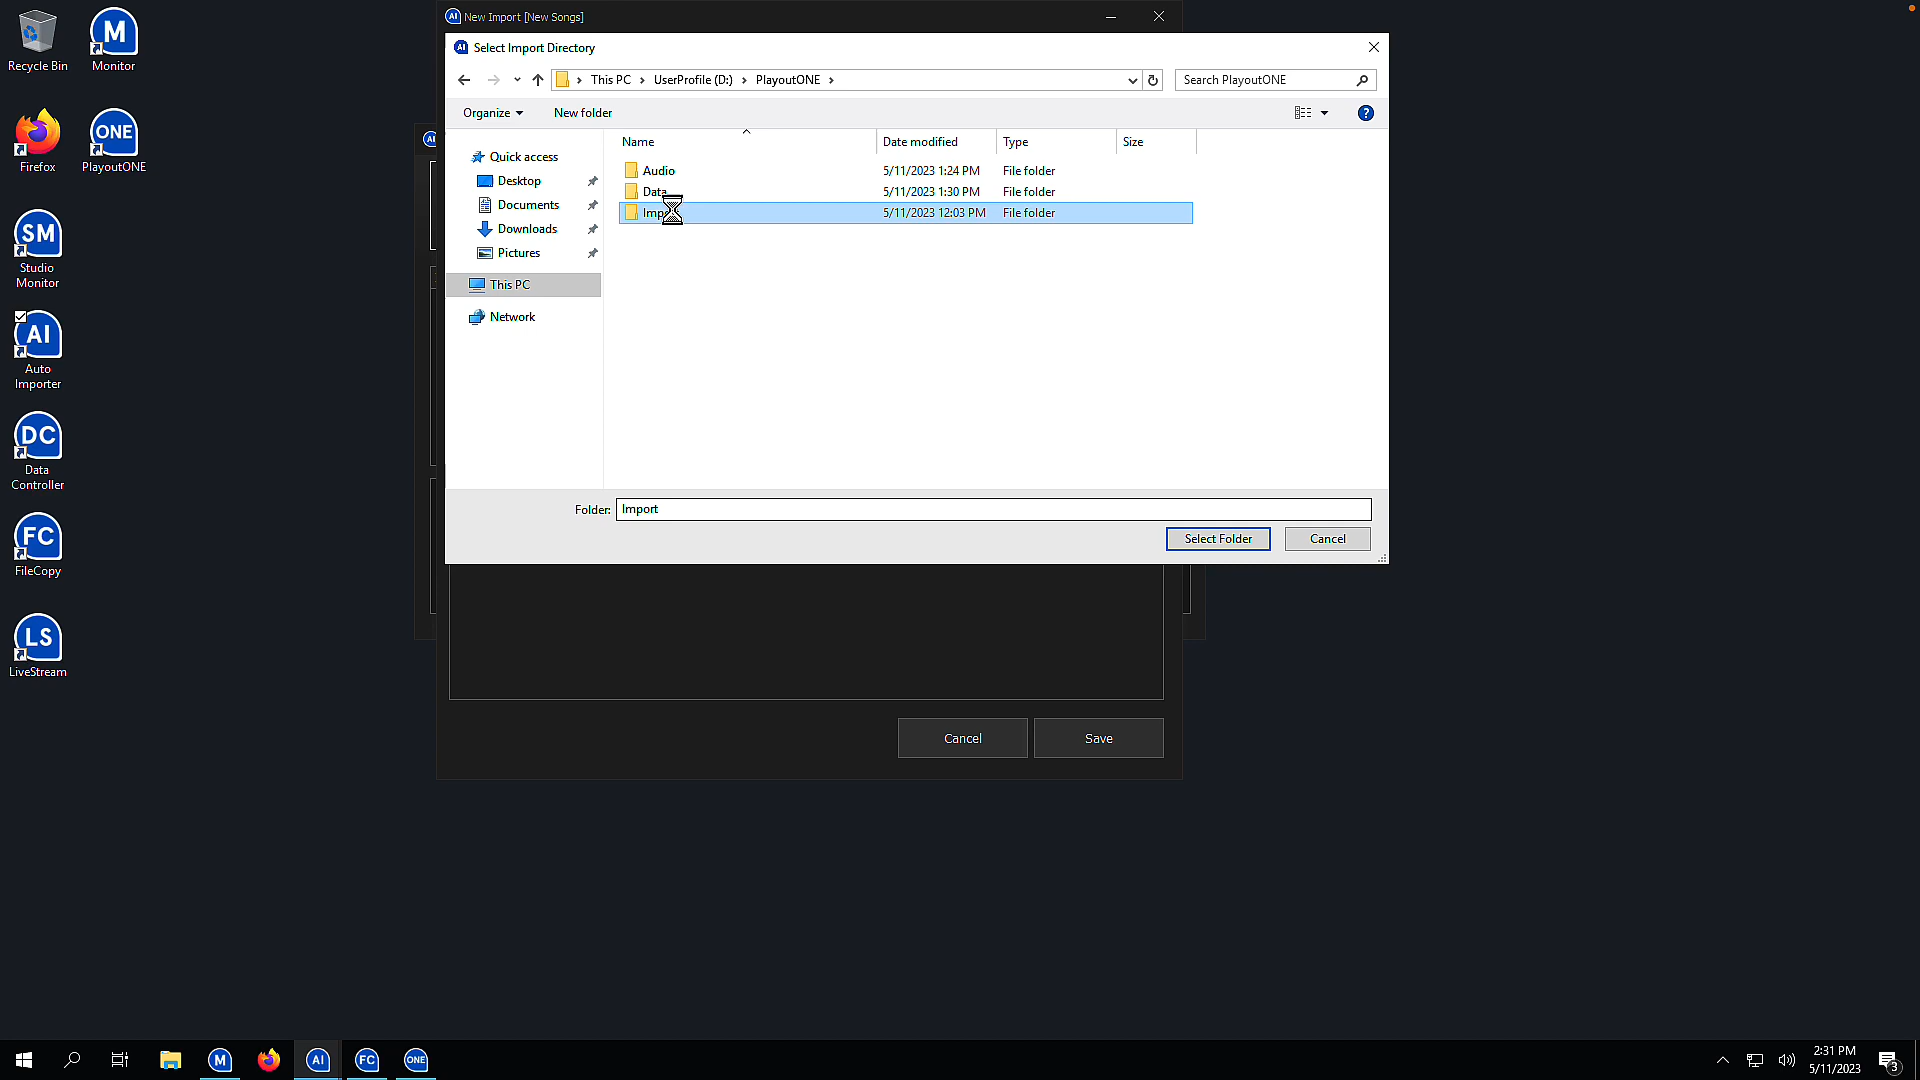 Recycle Bin
Monitor
Firefox
ONE
PlayoutONE
SM
Studio
Monitor
AI
Auto
Importer
DC
Data
Controller
FC
FileCopy
LS
LiveStream
M
AI New Import [New Songs]
AI Select Import Directory
This PC > UserProfile (D:) > PlayoutONE >
Search PlayoutONE
Organize
New folder
?
Quick access
Desktop
Documents
Downloads
Pictures
This PC
Network
Name Date modified Type Size
Audio 5/11/2023 1:24 PM File folder
Data 5/11/2023 1:30 PM File folder
5/11/2023 12:03 PM File folder
Folder: Import
Select Folder Cancel
Cancel Save
M AI FC ONE
2:31 PM
5/11/2023
3